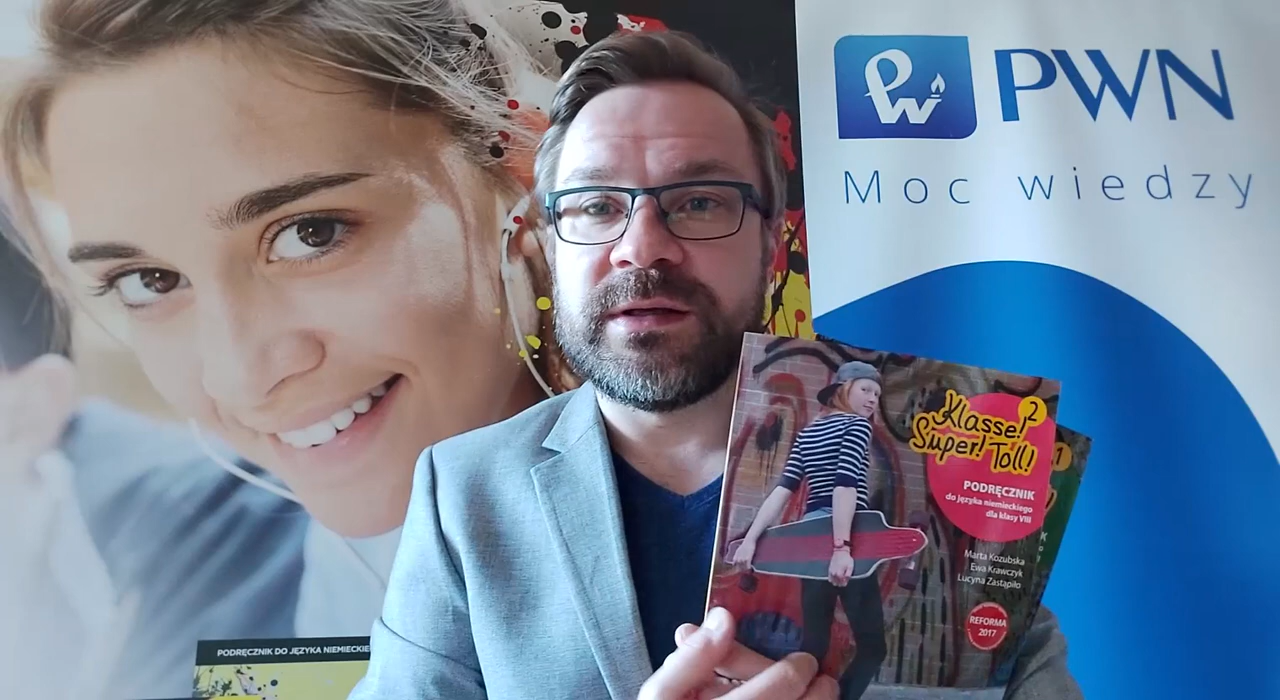 PWN
Moc wiedzy
Klasse! 2
Super! Toll!
PODRĘCZNIK
do języka niemieckiego
dla klasy VIII
Marta Kozubska
Ewa Krawczyk
Lucyna Zastąpiło
REFORMA
2017
1
PODRĘCZNIK DO JĘZYKA